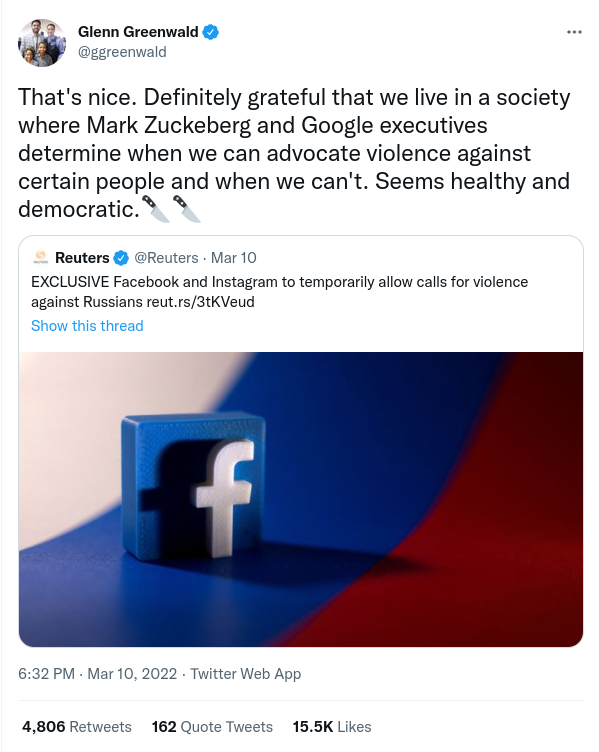 Glenn Greenwald
@ggreenwald
That's nice. Definitely grateful that we live in a society
where Mark Zuckeberg and Google executives
determine when we can advocate violence against
certain people and when we can't. Seems healthy and
democratic.🔪🔪
Reuters @Reuters · Mar 10
EXCLUSIVE Facebook and Instagram to temporarily allow calls for violence
against Russians reut.rs/3tKVeud
Show this thread
f
6:32 PM · Mar 10, 2022 · Twitter Web App
4,806 Retweets 162 Quote Tweets 15.5K Likes